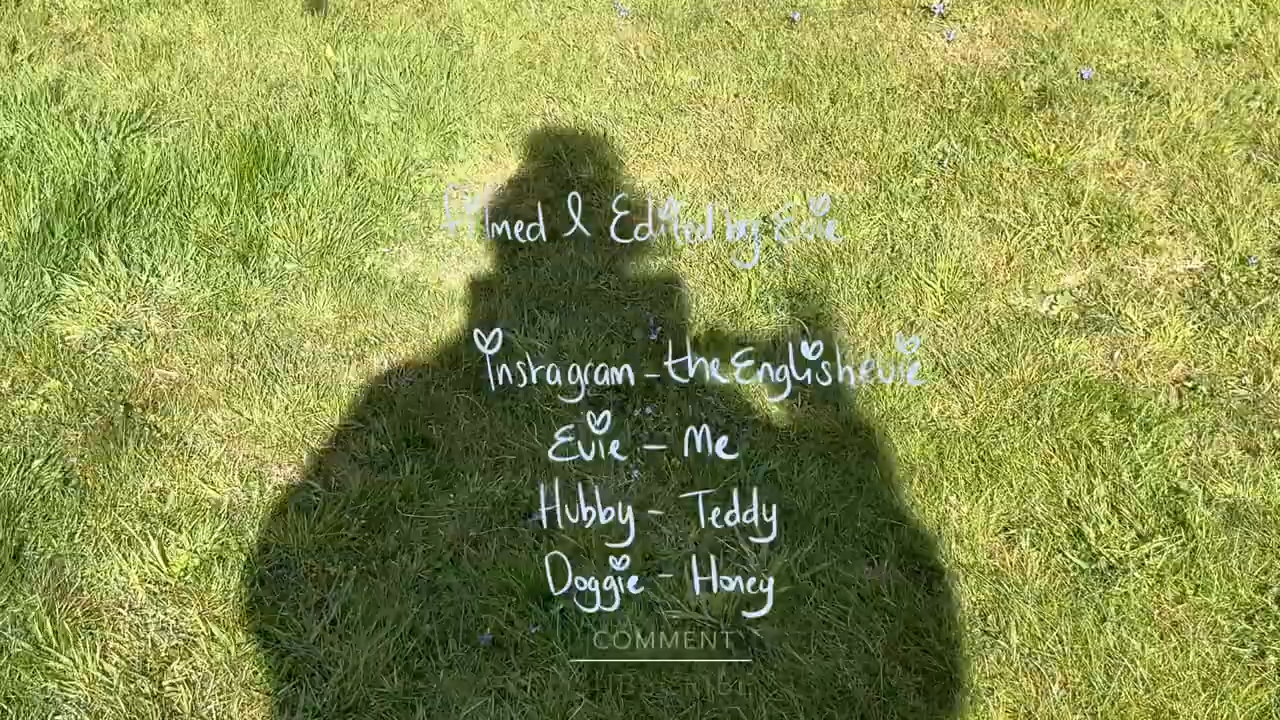 Filmed & Edited by Evie
Instagram - theEnglishevie
Evie - Me
Hubby - Teddy
Doggie - Honey
COMMENT